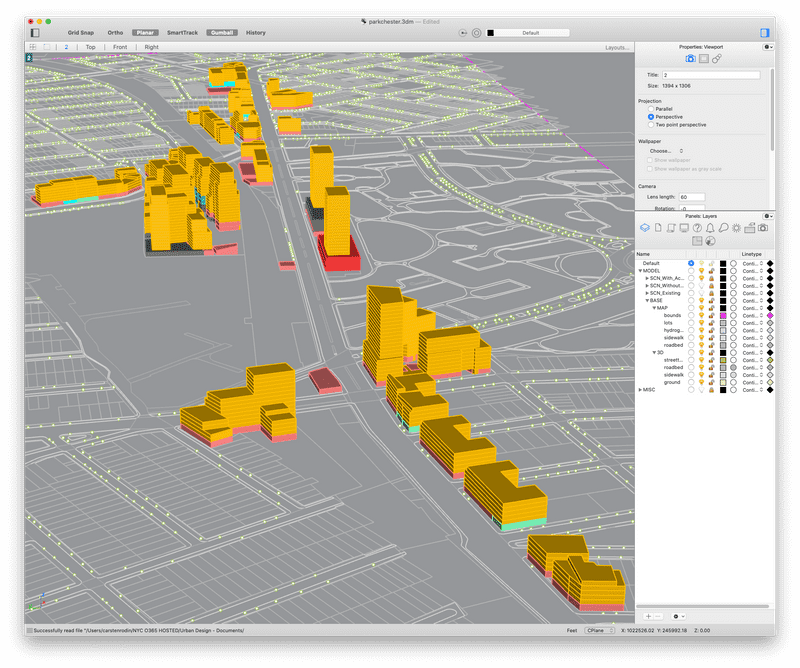 parkchester.3dm — Edited
Grid Snap Ortho Planar SmartTrack Gumball History Default
2 Top Front Right Layouts...
2
Properties: Viewport
Title: 2
Size: 1394 x 1306
Projection
Parallel
Perspective
Two point perspective
Wallpaper
Choose...
Show wallpaper
Show wallpaper as gray scale
Camera
Lens length: 60
Rotation: -0
Panels: Layers
Name Linetype
Default Conti...
MODEL Conti...
SCN_With_Ac... Conti...
SCN_Without... Conti...
SCN_Existing Conti...
BASE Conti...
MAP Conti...
bounds Conti...
lots Conti...
hydrog... Conti...
sidewalk Conti...
roadbed Conti...
3D Conti...
street... Conti...
roadbed Conti...
sidewalk Conti...
ground Conti...
MISC Conti...
Successfully read file "/Users/carstenrodin/NYC O365 HOSTED/Urban Design - Documents/ Feet CPlane X: 1022526.02 Y: 245992.18 Z: 0.00